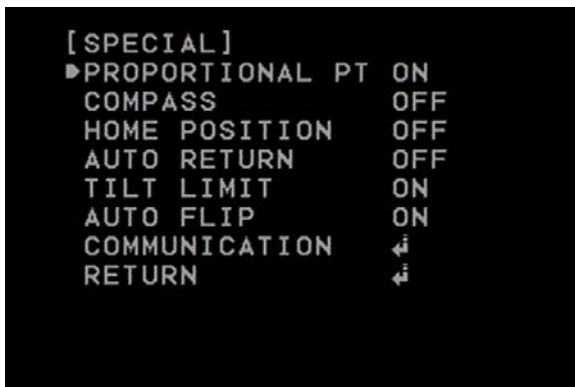 [SPECIAL]
PROPORTIONAL PT ON
COMPASS OFF
HOME POSITION OFF
AUTO RETURN OFF
TILT LIMIT ON
AUTO FLIP ON
COMMUNICATION ↲
RETURN ↲